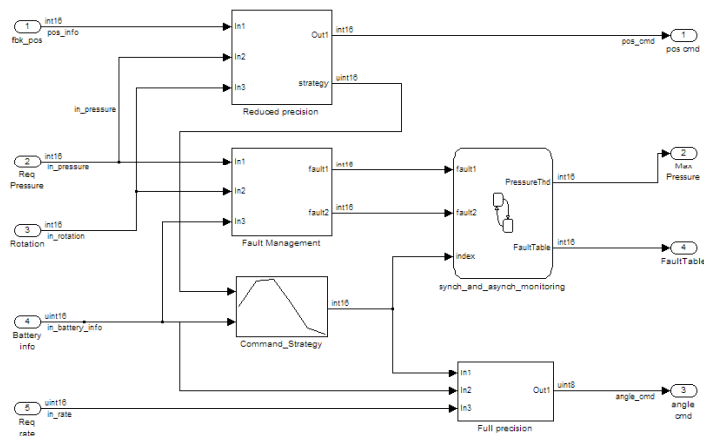 1
int16
fbk_pos
pos_info
In1
In2
In3
Out1
strategy
Reduced precision
int16
uint16
pos_cmd
1
pos cmd
in_pressure
2
int16
in_pressure
Req
Pressure
3
int16
in_rotation
Rotation
In1
In2
In3
fault1
fault2
Fault Management
int16
int16
fault1
fault2
index
PressureThd
FaultTable
synch_and_asynch_monitoring
int16
int16
2
Max
Pressure
4
FaultTable
Command_Strategy
int16
4
uint16
in_battery_info
Battery
info
5
uint16
in_rate
Req
rate
In1
In2
In3
Out1
Full precision
uint8
angle_cmd
3
angle
cmd